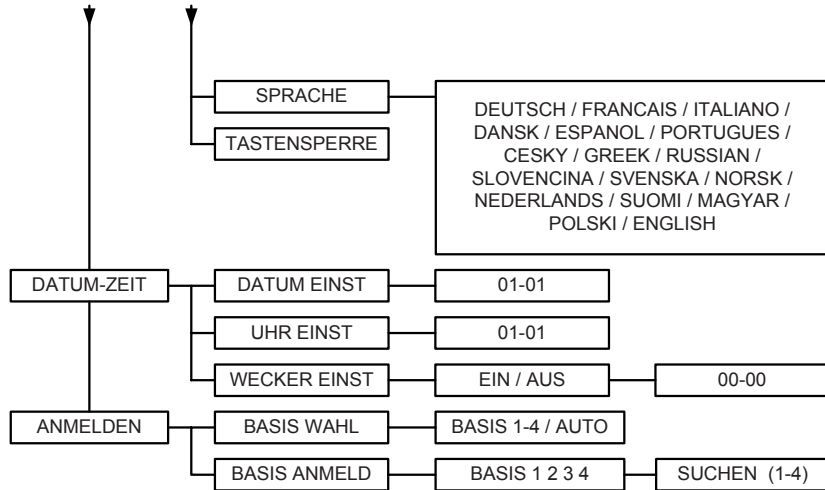 SPRACHE
DEUTSCH / FRANCAIS / ITALIANO /
DANSK / ESPANOL / PORTUGUES /
CESKY / GREEK / RUSSIAN /
SLOVENCINA / SVENSKA / NORSK /
NEDERLANDS / SUOMI / MAGYAR /
POLSKI / ENGLISH
TASTENSPERRE
DATUM-ZEIT
DATUM EINST
01-01
UHR EINST
01-01
WECKER EINST
EIN / AUS
00-00
ANMELDEN
BASIS WAHL
BASIS 1-4 / AUTO
BASIS ANMELD
BASIS 1 2 3 4
SUCHEN (1-4)